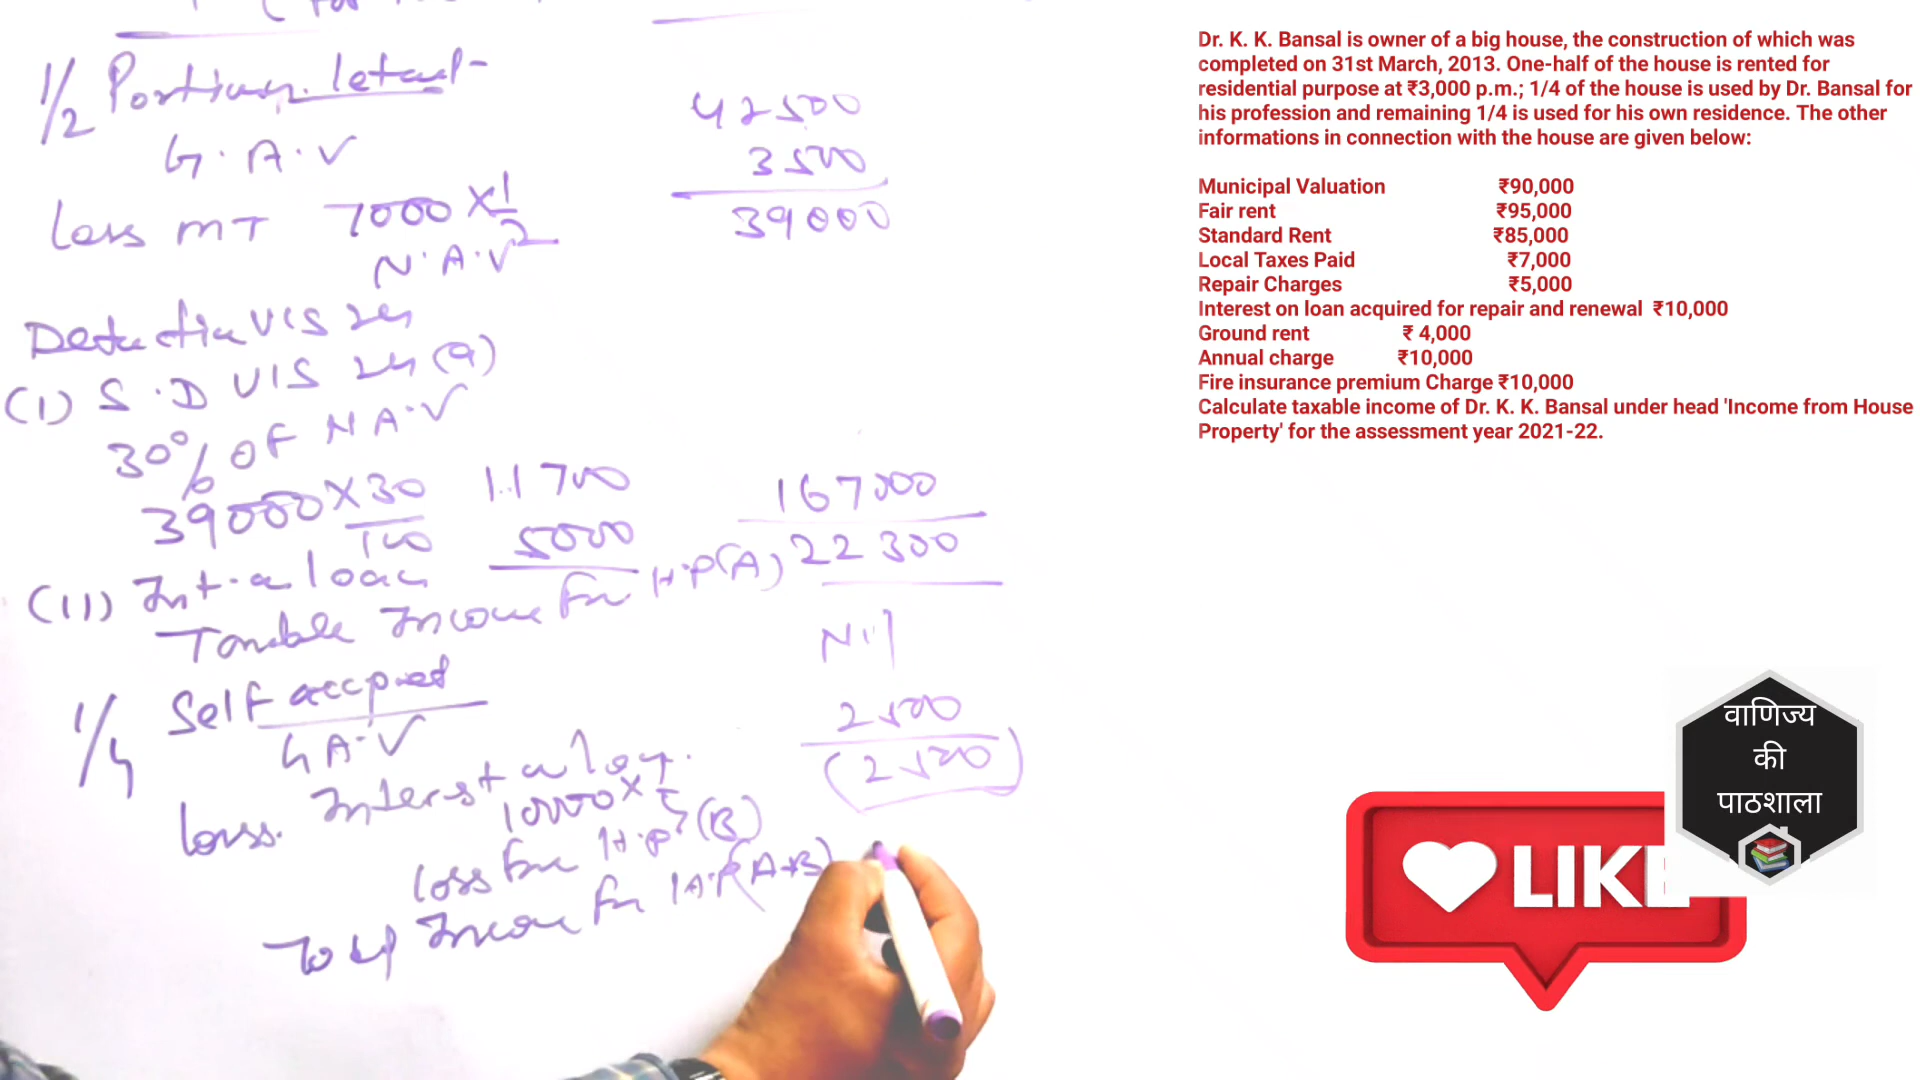 1/2 Portion letout-
G.A.V 42500
Less MT 7000 X 1/2 3500
N.A.V 39000
Deduction U/S 24
(I) S.D U/S 24(a)
30% OF N A.V
39000 X 30/100 11700
(II) Int. on loan 5000 167000
Taxable Income from H.P(A) 22300
1/4 Self
G A.V Nil
Less. Interest on
10000 X 2500
Loss from H.P (B) (2500)
Income from H.P(A+B)
Dr. K. K. Bansal is owner of a big house, the construction of which was
completed on 31st March, 2013. One-half of the house is rented for
residential purpose at ₹3,000 p.m.; 1/4 of the house is used by Dr. Bansal for
his profession and remaining 1/4 is used for his own residence. The other
informations in connection with the house are given below:
Municipal Valuation ₹90,000
Fair rent ₹95,000
Standard Rent ₹85,000
Local Taxes Paid ₹7,000
Repair Charges ₹5,000
Interest on loan acquired for repair and renewal ₹10,000
Ground rent ₹ 4,000
Annual charge ₹10,000
Fire insurance premium Charge ₹10,000
Calculate taxable income of Dr. K. K. Bansal under head 'Income from House
Property' for the assessment year 2021-22.
वाणिज्य
की
पाठशाला
LIKE